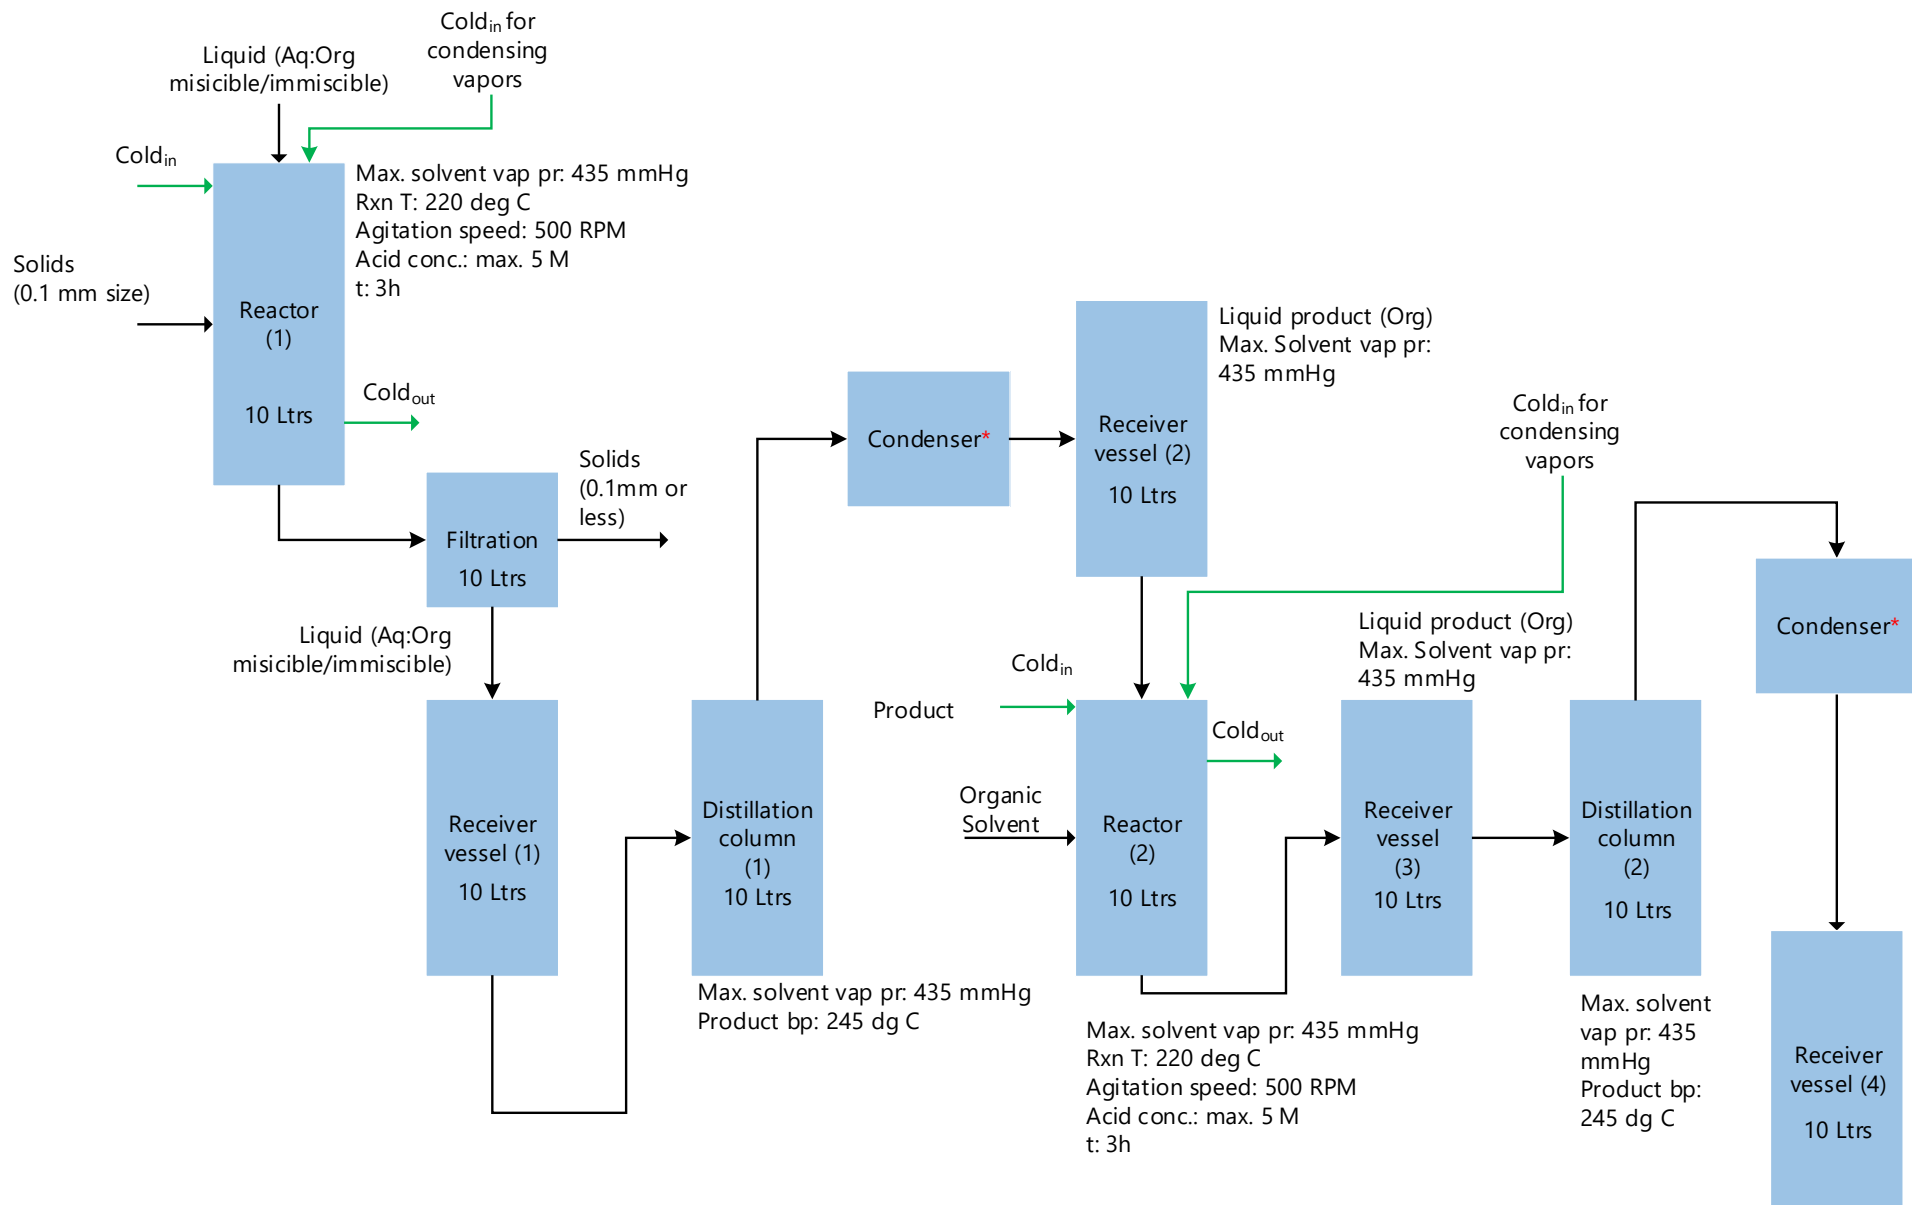 Cold_in for
condensing
vapors
Liquid (Aq:Org
misicible/immiscible)
Cold_in
Solids
(0.1 mm size)
Reactor
(1)
10 Ltrs
Max. solvent vap pr: 435 mmHg
Rxn T: 220 deg C
Agitation speed: 500 RPM
Acid conc.: max. 5 M
t: 3h
Cold_out
Filtration
10 Ltrs
Solids
(0.1mm or
less)
Liquid (Aq:Org
misicible/immiscible)
Receiver
vessel (1)
10 Ltrs
Distillation
column
(1)
10 Ltrs
Max. solvent vap pr: 435 mmHg
Product bp: 245 dg C
Condenser*
Receiver
vessel (2)
10 Ltrs
Liquid product (Org)
Max. Solvent vap pr:
435 mmHg
Cold_in for
condensing
vapors
Cold_in
Product
Organic
Solvent
Reactor
(2)
10 Ltrs
Cold_out
Max. solvent vap pr: 435 mmHg
Rxn T: 220 deg C
Agitation speed: 500 RPM
Acid conc.: max. 5 M
t: 3h
Liquid product (Org)
Max. Solvent vap pr:
435 mmHg
Receiver
vessel
(3)
10 Ltrs
Distillation
column
(2)
10 Ltrs
Max. solvent
vap pr: 435
mmHg
Product bp:
245 dg C
Condenser*
Receiver
vessel (4)
10 Ltrs